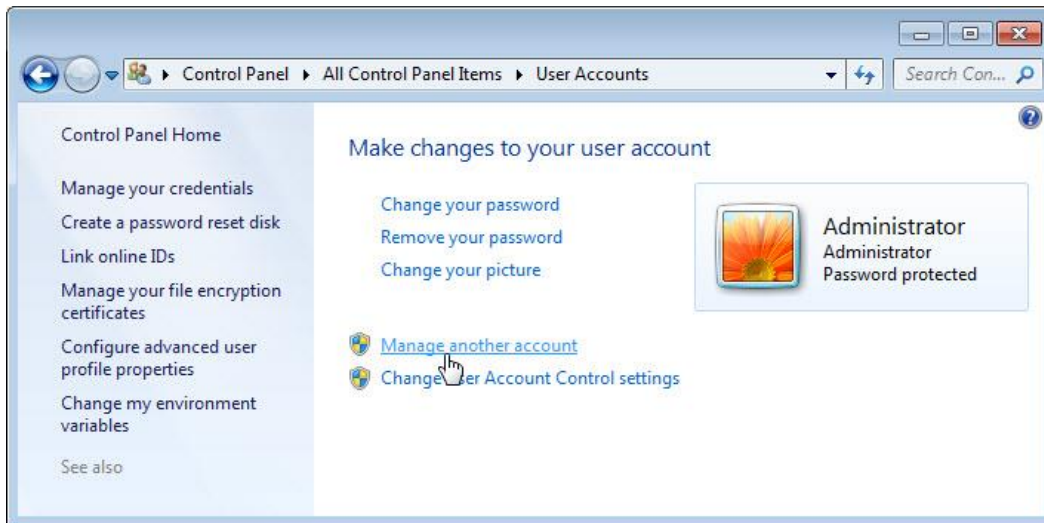 Control Panel ▸ All Control Panel Items ▸ User Accounts
Search Con...
Control Panel Home
Manage your credentials
Create a password reset disk
Link online IDs
Manage your file encryption
certificates
Configure advanced user
profile properties
Change my environment
variables
See also
Make changes to your user account
Change your password
Remove your password
Change your picture
Manage another account
Change User Account Control settings
Administrator
Administrator
Password protected